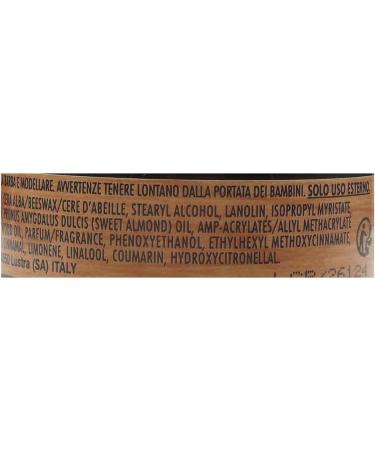 BARBA E MODELLARE. AVVERTENZE TENERE LONTANO DALLA PORTATA DEI BAMBINI. SOLO USO ESTERNO.
CERA ALBA/BEESWAX/CERE D'ABEILLE, STEARYL ALCOHOL, LANOLIN, ISOPROPYL MYRISTATE,
PRUNUS AMYGDALUS DULCIS (SWEET ALMOND) OIL, AMP-ACRYLATES/ALLYL METHACRYLATE
OIL, PARFUM/FRAGRANCE, PHENOXYETHANOL, ETHYLHEXYL METHOXYCINNAMATE,
LIMONENE, LINALOOL, COUMARIN, HYDROXYCITRONELLAL.
Lustra (SA) ITALY